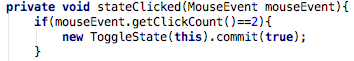 private void stateClicked(MouseEvent mouseEvent){
    if(mouseEvent.getClickCount()==2){
        new ToggleState(this).commit(true);
    }